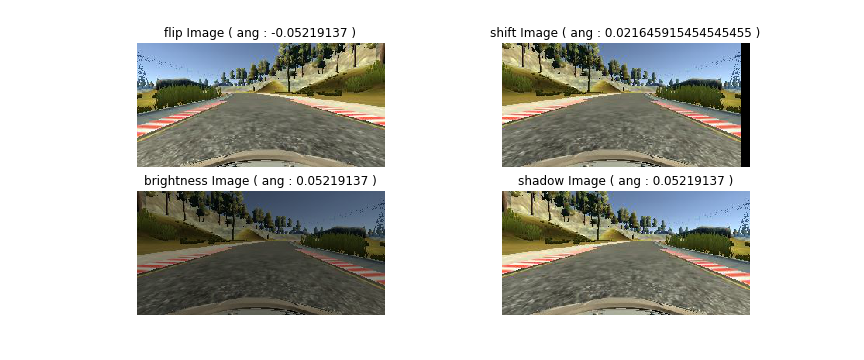 flip Image ( ang : -0.05219137 )
shift Image ( ang : 0.021645915454545455 )
brightness Image ( ang : 0.05219137 )
shadow Image ( ang : 0.05219137 )